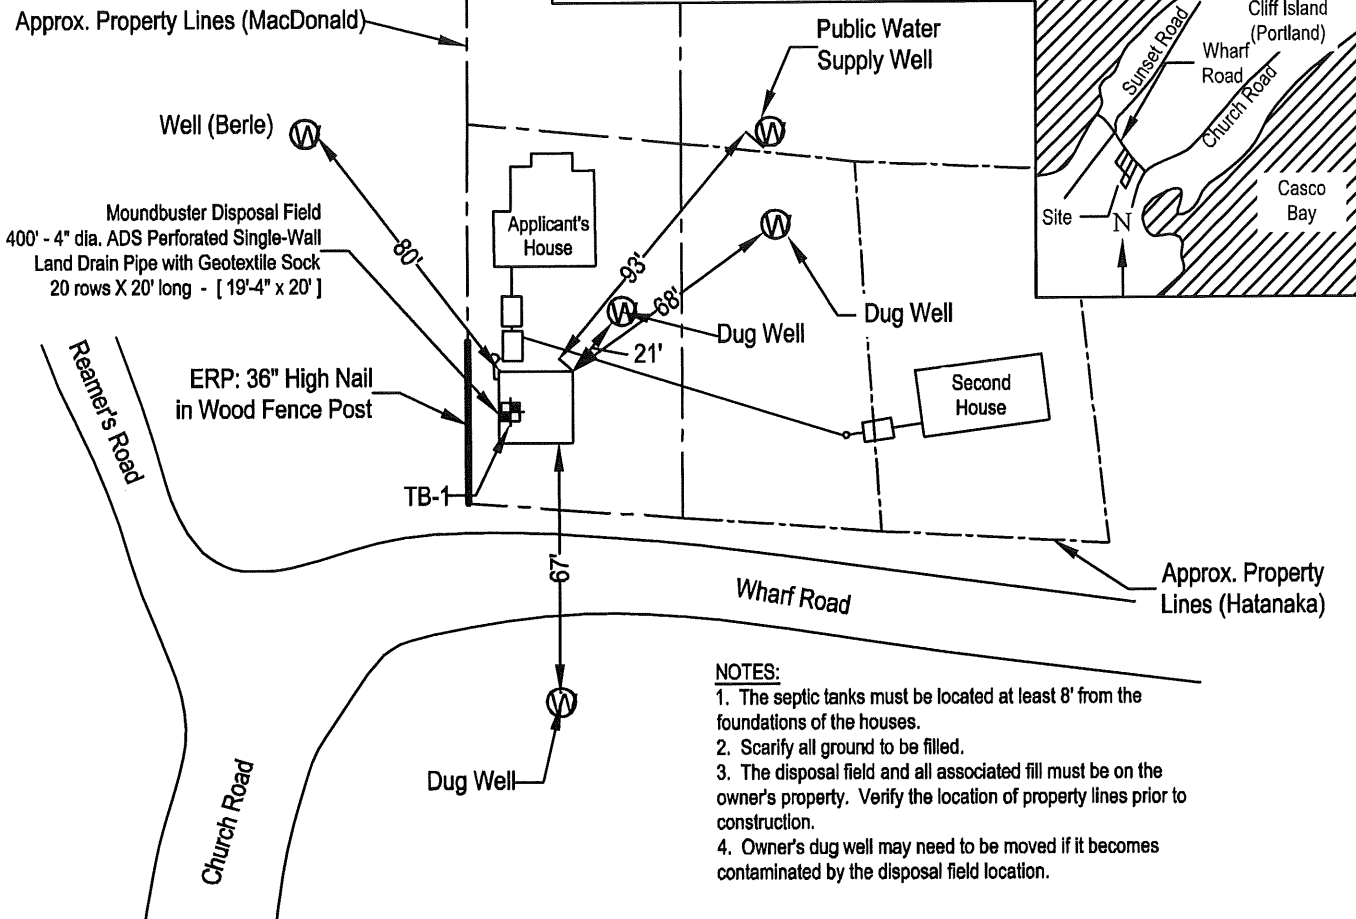 Approx. Property Lines (MacDonald)
Public Water
Supply Well
Cliff Island
(Portland)
Sunset Road
Wharf
Road
Church Road
Casco
Bay
Site
N
Well (Berle)
W
W
Moundbuster Disposal Field
400' - 4" dia. ADS Perforated Single-Wall
Land Drain Pipe with Geotextile Sock
20 rows X 20' long - [ 19'-4" x 20' ]
80'
Applicant's
House
93'
68'
W
W
Dug Well
Dug Well
21'
Reamer's Road
ERP: 36" High Nail
in Wood Fence Post
Second
House
TB-1
67'
Wharf Road
Approx. Property
Lines (Hatanaka)
W
Dug Well
Church Road
NOTES:
1. The septic tanks must be located at least 8' from the
foundations of the houses.
2. Scarify all ground to be filled.
3. The disposal field and all associated fill must be on the
owner's property. Verify the location of property lines prior to
construction.
4. Owner's dug well may need to be moved if it becomes
contaminated by the disposal field location.